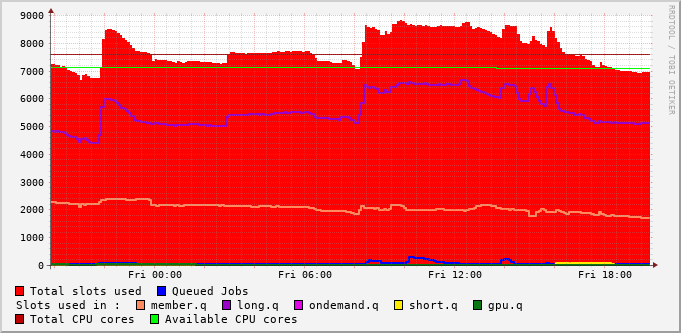 9000
8000
7000
6000
5000
4000
3000
2000
1000
0
Fri 00:00 Fri 06:00 Fri 12:00 Fri 18:00
Total slots used Queued Jobs
Slots used in : member.q long.q ondemand.q short.q gpu.q
Total CPU cores Available CPU cores
RRDTOOL / TOBI OETIKER